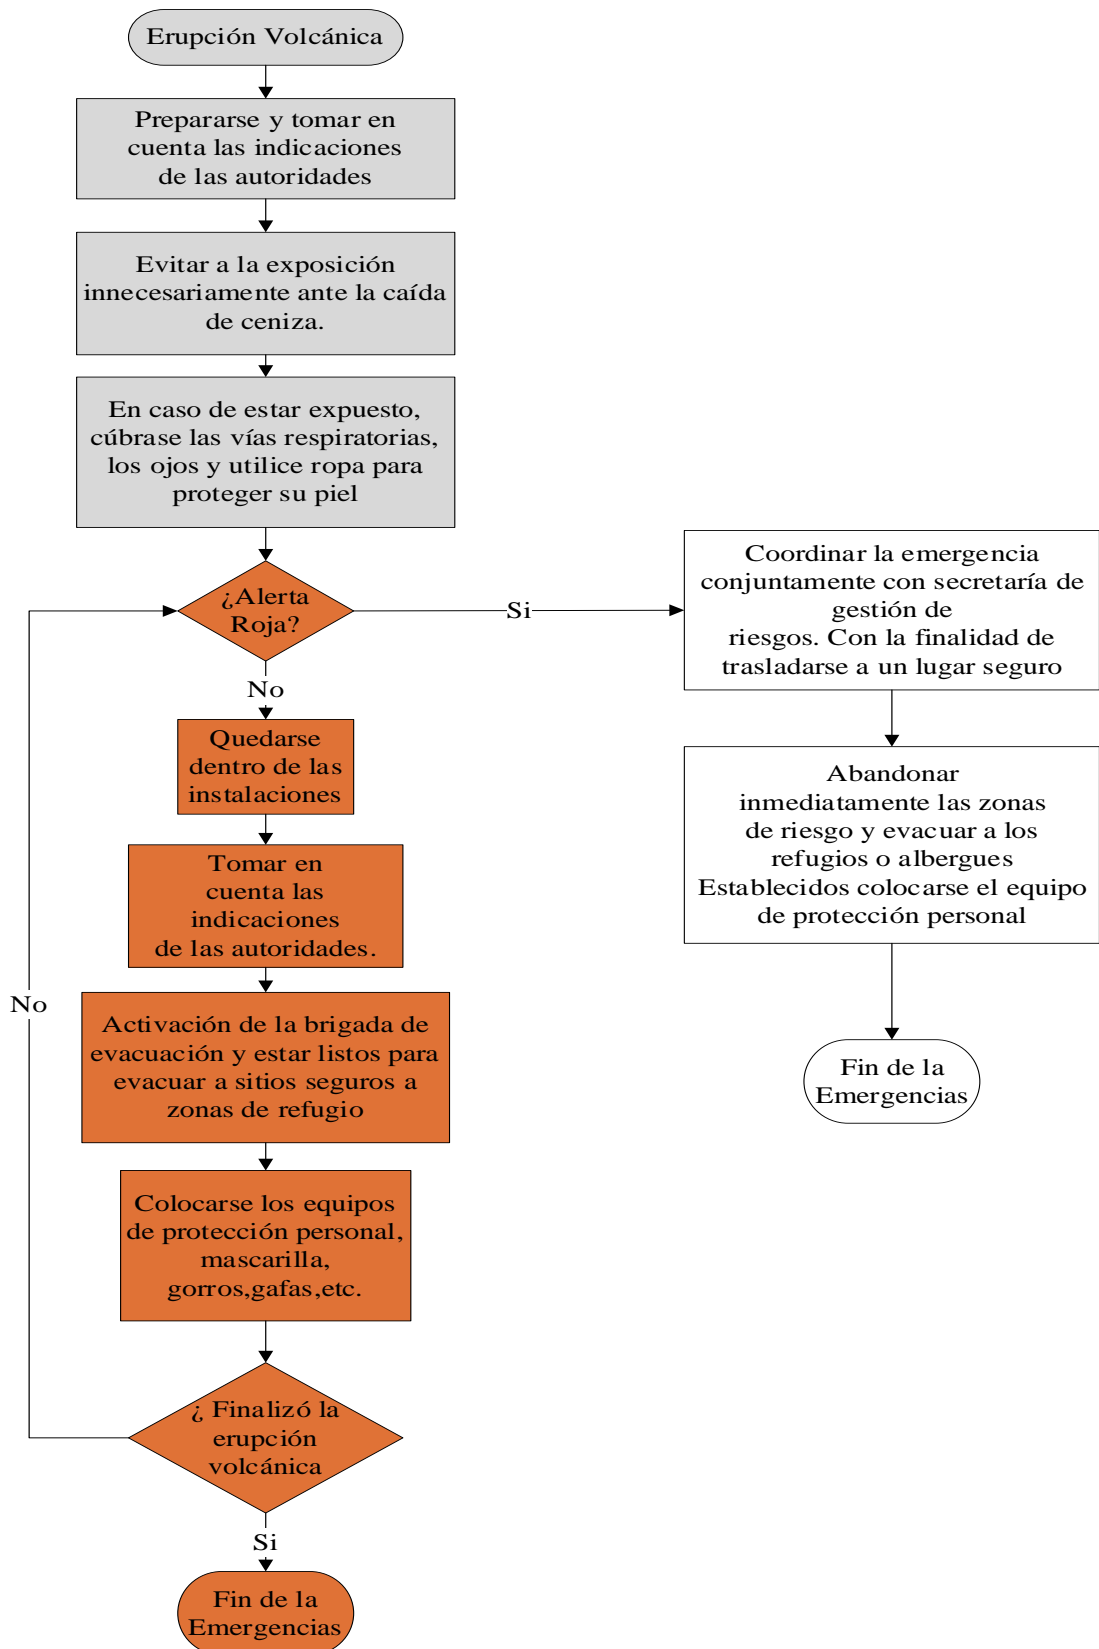 Erupción Volcánica
Prepararse y tomar en
cuenta las indicaciones
de las autoridades
Evitar a la exposición
innecesariamente ante la caída
de ceniza.
En caso de estar expuesto,
cúbrase las vías respiratorias,
los ojos y utilice ropa para
proteger su piel
¿Alerta
Roja?
Si
Coordinar la emergencia
conjuntamente con secretaría de
gestión de
riesgos. Con la finalidad de
trasladarse a un lugar seguro
Abandonar
inmediatamente las zonas
de riesgo y evacuar a los
refugios o albergues
Establecidos colocarse el equipo
de protección personal
Fin de la
Emergencias
No
Quedarse
dentro de las
instalaciones
Tomar en
cuenta las
indicaciones
de las autoridades.
Activación de la brigada de
evacuación y estar listos para
evacuar a sitios seguros a
zonas de refugio
Colocarse los equipos
de protección personal,
mascarilla,
gorros,gafas,etc.
¿ Finalizó la
erupción
volcánica
No
Si
Fin de la
Emergencias